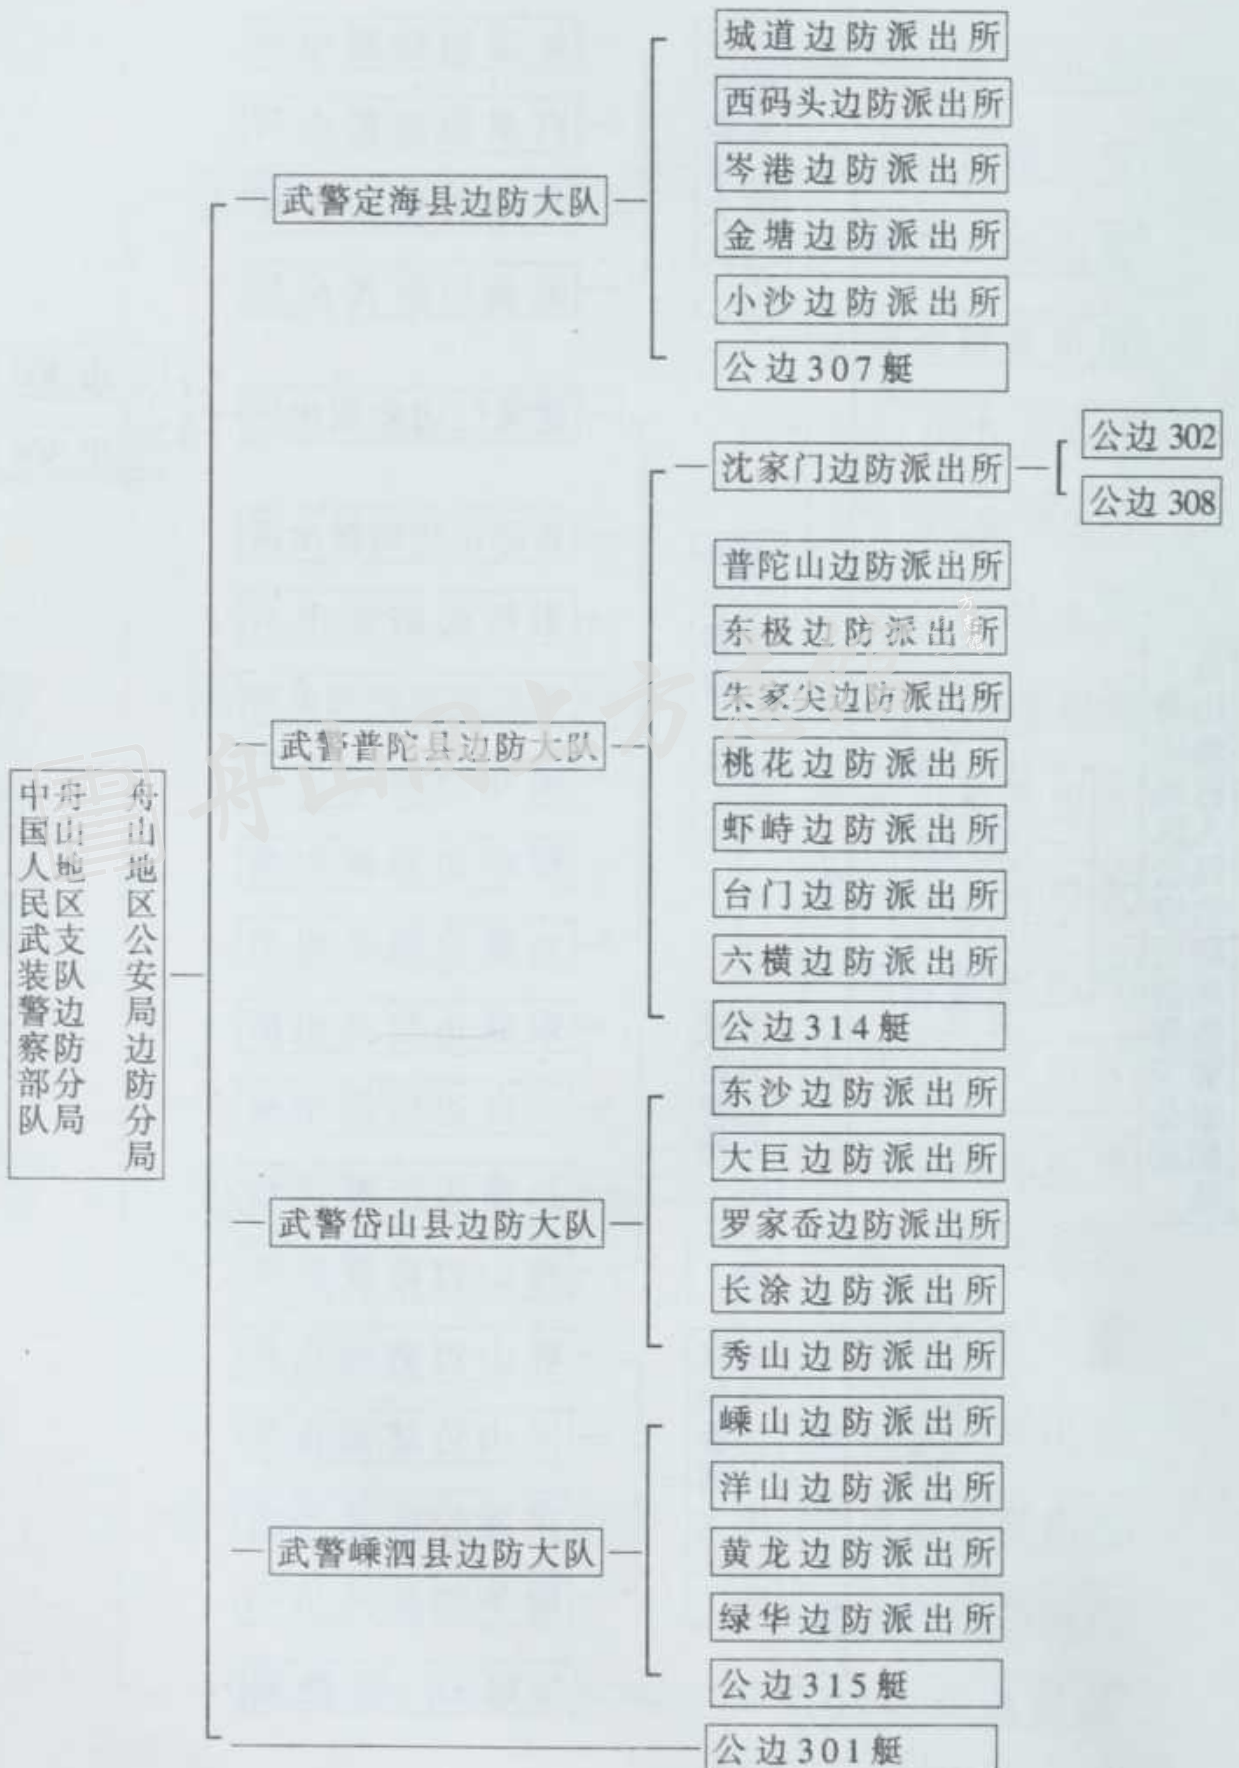 中国人民武装警察部队
舟山地区支队边防分局
舟山地区公安局边防分局
武警定海县边防大队
城道边防派出所
西码头边防派出所
岑港边防派出所
金塘边防派出所
小沙边防派出所
公边307艇
武警普陀县边防大队
沈家门边防派出所
公边302
公边308
普陀山边防派出所
东极边防派出所
朱家尖边防派出所
桃花边防派出所
虾峙边防派出所
台门边防派出所
六横边防派出所
公边314艇
武警岱山县边防大队
东沙边防派出所
大巨边防派出所
罗家岙边防派出所
长涂边防派出所
秀山边防派出所
武警嵊泗县边防大队
嵊山边防派出所
洋山边防派出所
黄龙边防派出所
绿华边防派出所
公边315艇
公边301艇